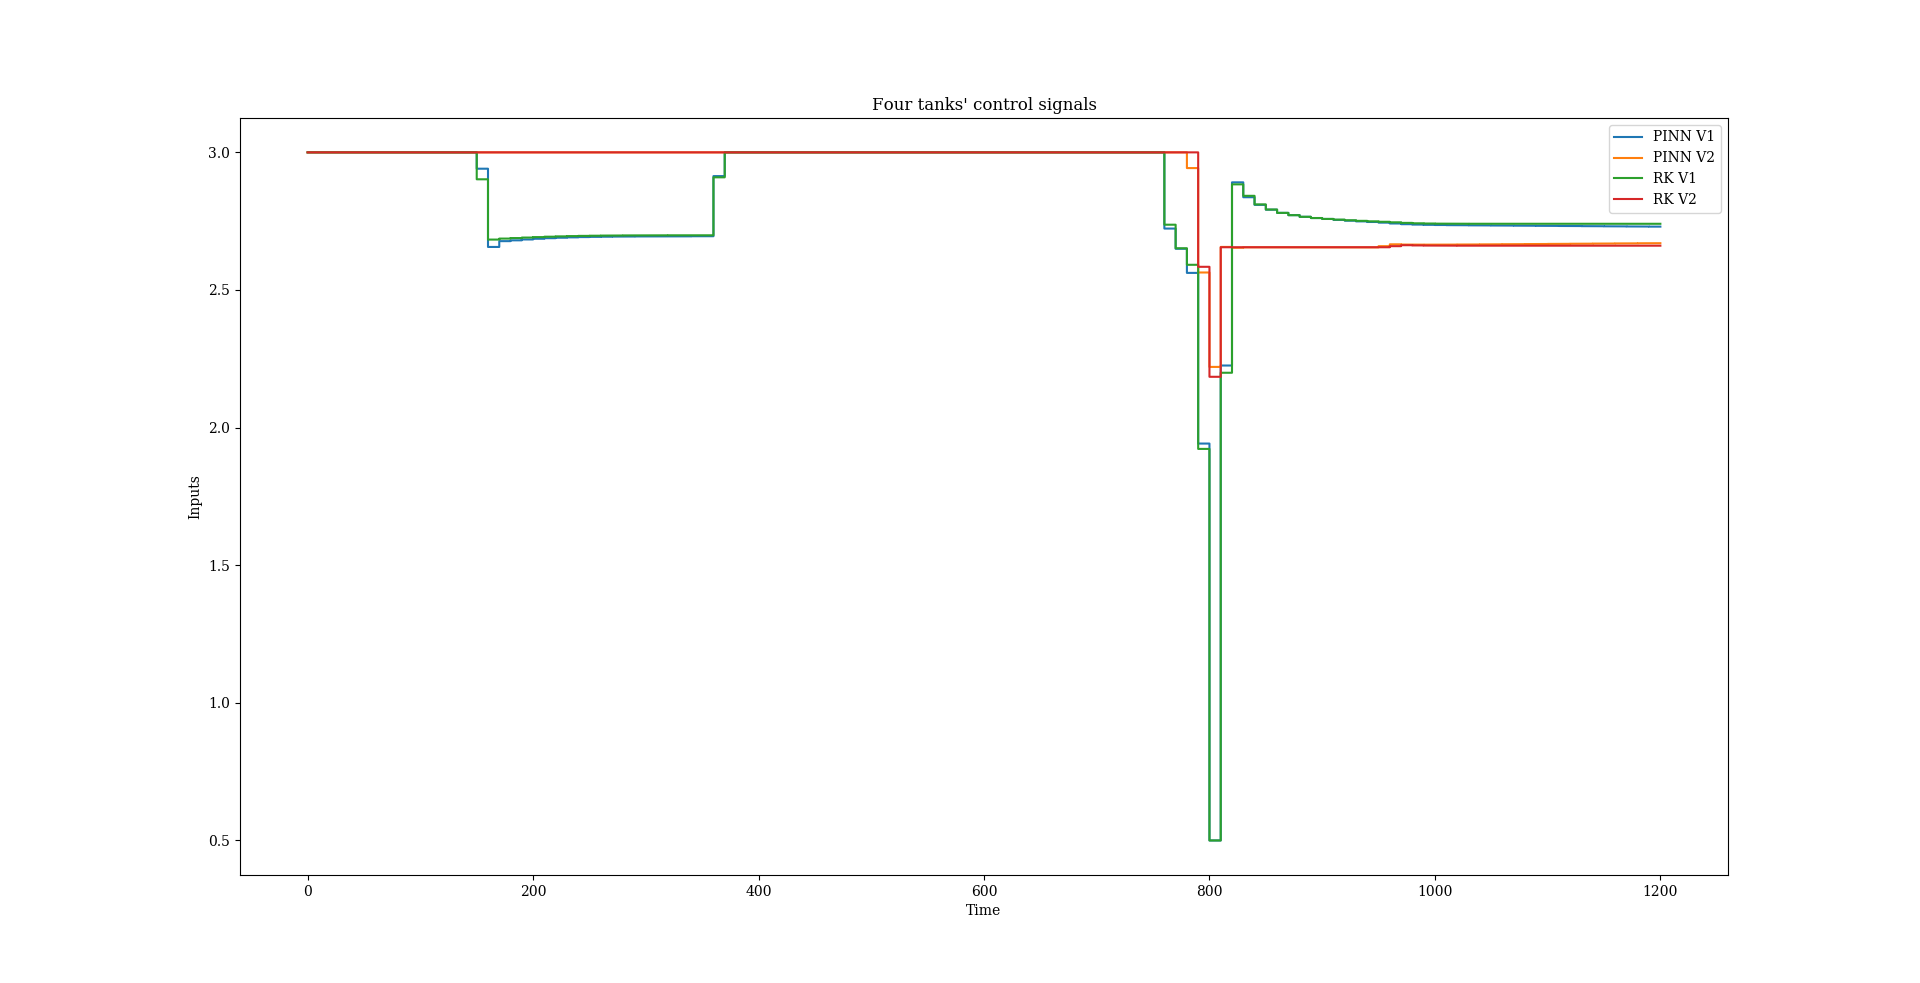 Four tanks' control signals
PINN V1
PINN V2
RK V1
RK V2
3.0
2.5
2.0
1.5
1.0
0.5
Inputs
0 200 400 600 800 1000 1200
Time